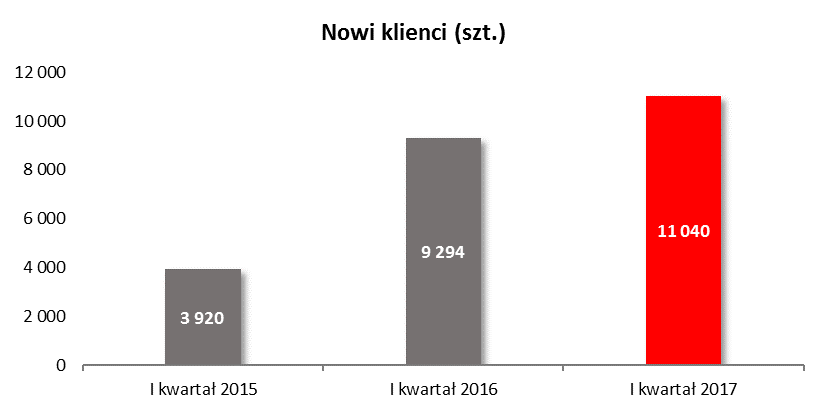 Nowi klienci (szt.)
12 000
10 000
8 000
6 000
4 000
2 000
0
3 920
9 294
11 040
I kwartał 2015
I kwartał 2016
I kwartał 2017